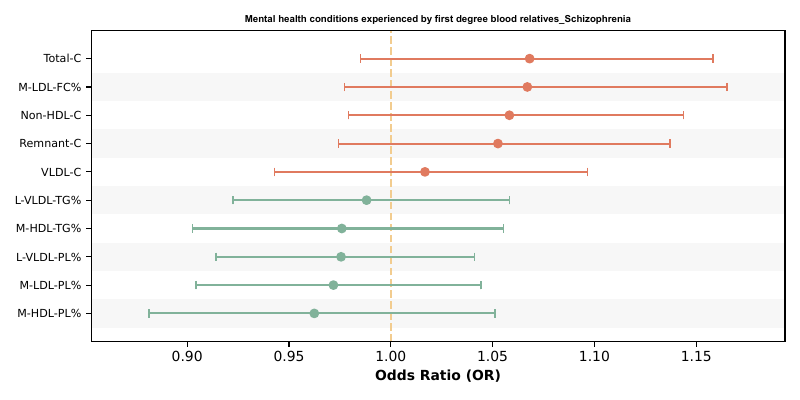 Mental health conditions experienced by first degree blood relatives_Schizophrenia
Total-C
M-LDL-FC%
Non-HDL-C
Remnant-C
VLDL-C
L-VLDL-TG%
M-HDL-TG%
L-VLDL-PL%
M-LDL-PL%
M-HDL-PL%
0.90 0.95 1.00 1.05 1.10 1.15
Odds Ratio (OR)